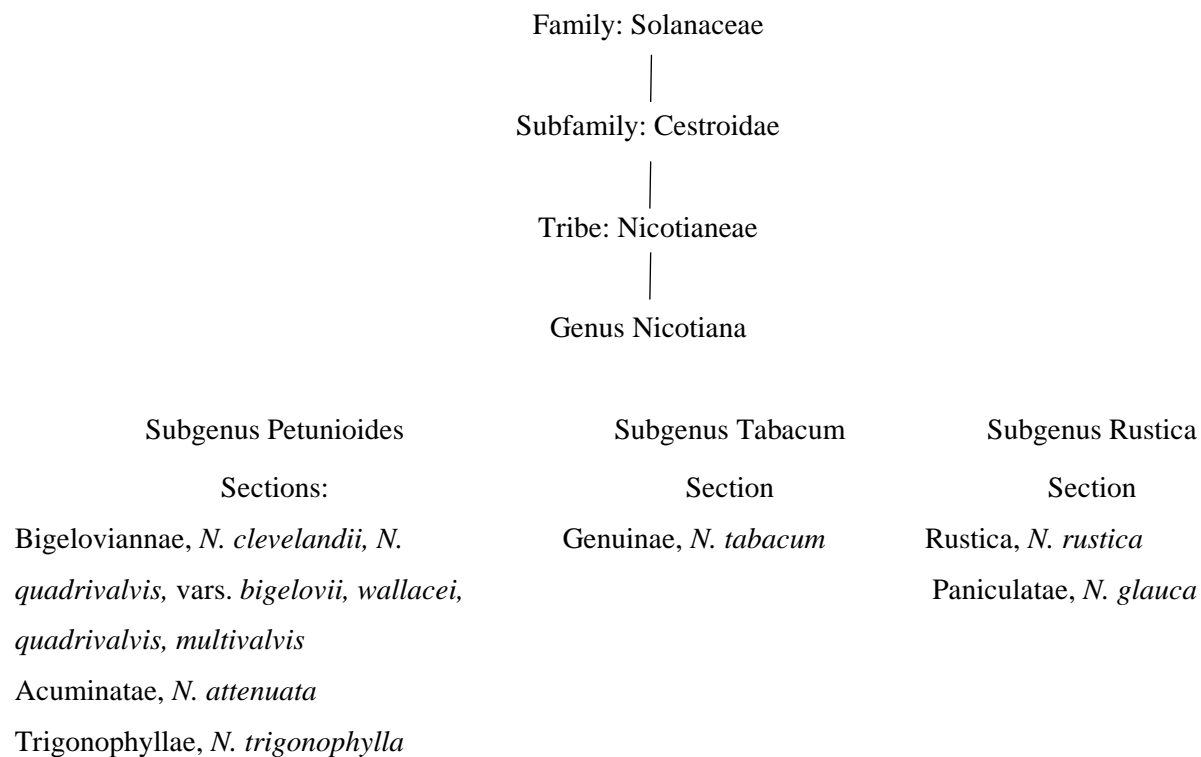 Family: Solanaceae
Subfamily: Cestroidae
Tribe: Nicotianeae
Genus Nicotiana
Subgenus Petunioides
Sections:
Bigeloviannae, N. clevelandii, N.
quadrivalvis, vars. bigelovii, wallacei,
quadrivalvis, multivalvis
Acuminatae, N. attenuata
Trigonophyllae, N. trigonophylla
Subgenus Tabacum
Section
Genuinae, N. tabacum
Subgenus Rustica
Section
Rustica, N. rustica
Paniculatae, N. glauca